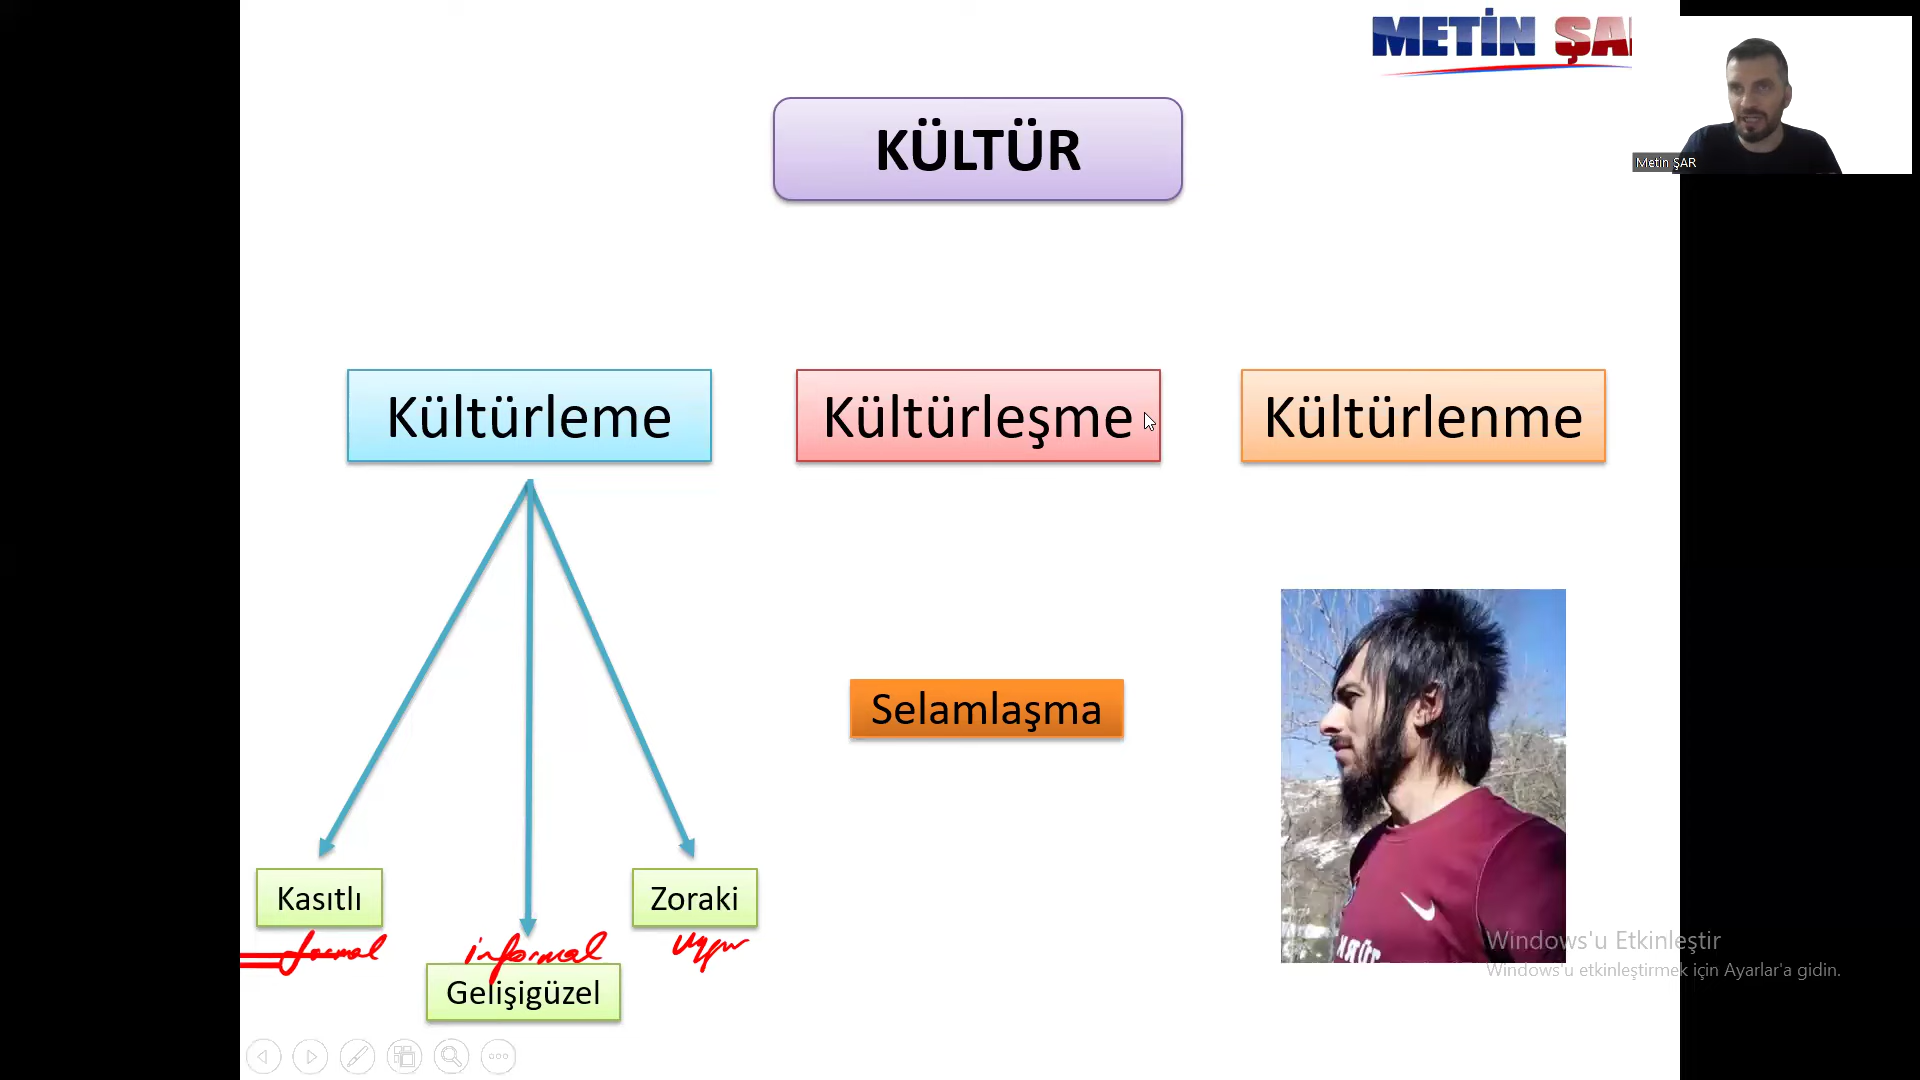 METİN ŞA
Metin ŞAR
KÜLTÜR
Kültürleme
Kültürleşme
Kültürlenme
Selamlaşma
Kasıtlı
Zoraki
formal
informal
Uygur
Gelişigüzel
Windows'u Etkinleştir
Windows'u etkinleştirmek için Ayarlar'a gidin.